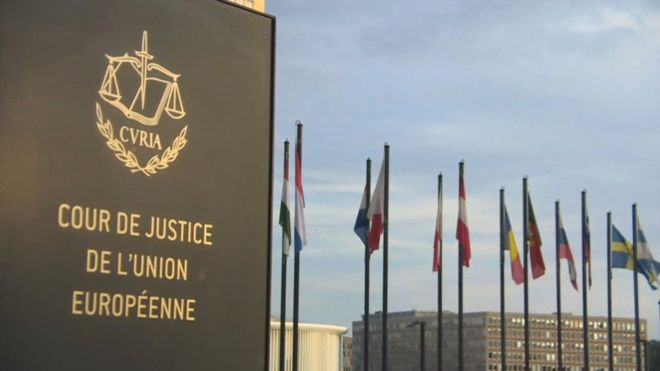 CVRIA
COUR DE JUSTICE
DE L'UNION
EUROPÉENNE